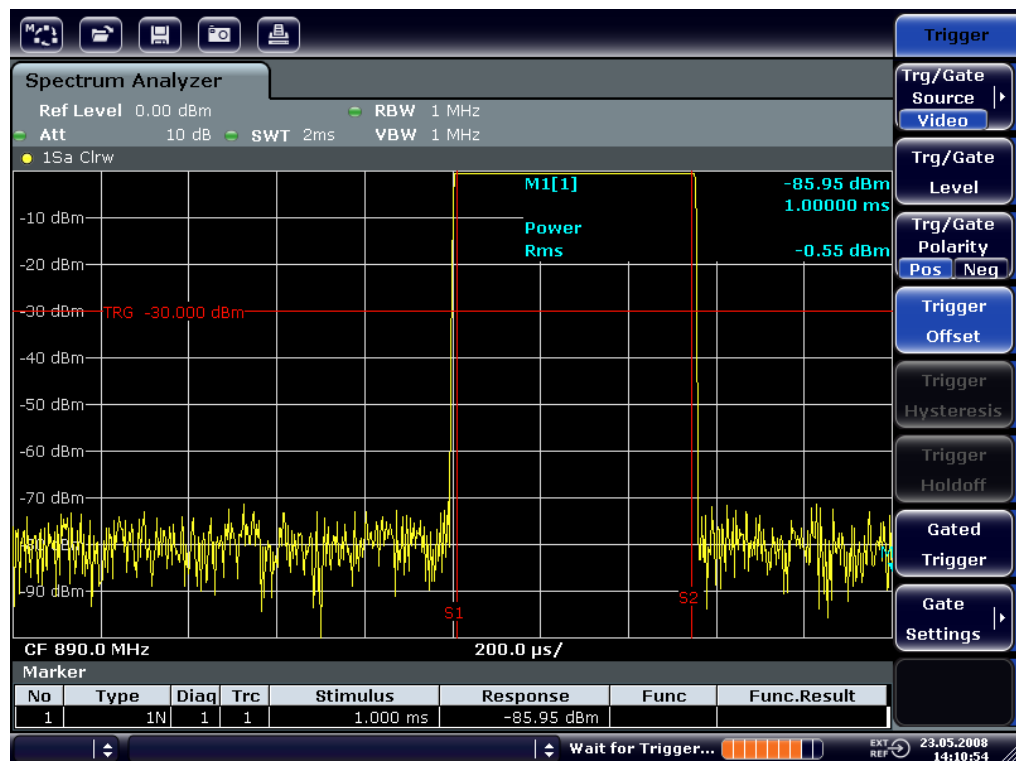 Trigger
Spectrum Analyzer
Ref Level 0.00 dBm RBW 1 MHz
Att 10 dB SWT 2ms VBW 1 MHz
1Sa Clrw
M1[1] -85.95 dBm
1.00000 ms
Power
Rms -0.55 dBm
-10 dBm
-20 dBm
-30 dBm TRG -30.000 dBm
-40 dBm
-50 dBm
-60 dBm
-70 dBm
-90 dBm
S1
S2
CF 890.0 MHz 200.0 µs/
Marker
No Type Diag Trc Stimulus Response Func Func.Result
1 1N 1 1 1.000 ms -85.95 dBm
Wait for Trigger...
EXT REF
23.05.2008
14:10:54
Trg/Gate
Source
Video
Trg/Gate
Level
Trg/Gate
Polarity
Pos Neg
Trigger
Offset
Trigger
Hysteresis
Trigger
Holdoff
Gated
Trigger
Gate
Settings